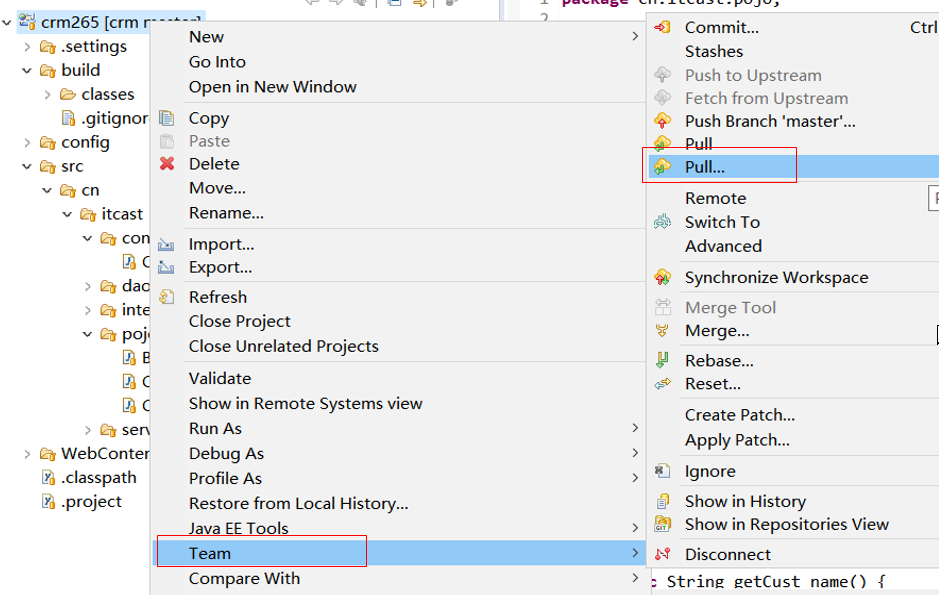 package cn.itcast.pojo;
1
2
crm265 [crm master]
.settings
build
classes
.gitignor
config
src
cn
itcast
con
C
dao
inte
pojo
B
C
C
serv
WebConten
.classpath
.project
New
Go Into
Open in New Window
Copy
Paste
Delete
Move...
Rename...
Import...
Export...
Refresh
Close Project
Close Unrelated Projects
Validate
Show in Remote Systems view
Run As
Debug As
Profile As
Restore from Local History...
Java EE Tools
Team
Compare With
Commit... Ctrl
Stashes
Push to Upstream
Fetch from Upstream
Push Branch 'master'...
Pull
Pull...
Remote
Switch To
Advanced
Synchronize Workspace
Merge Tool
Merge...
Rebase...
Reset...
Create Patch...
Apply Patch...
Ignore
Show in History
Show in Repositories View
Disconnect
c String getCust_name() {